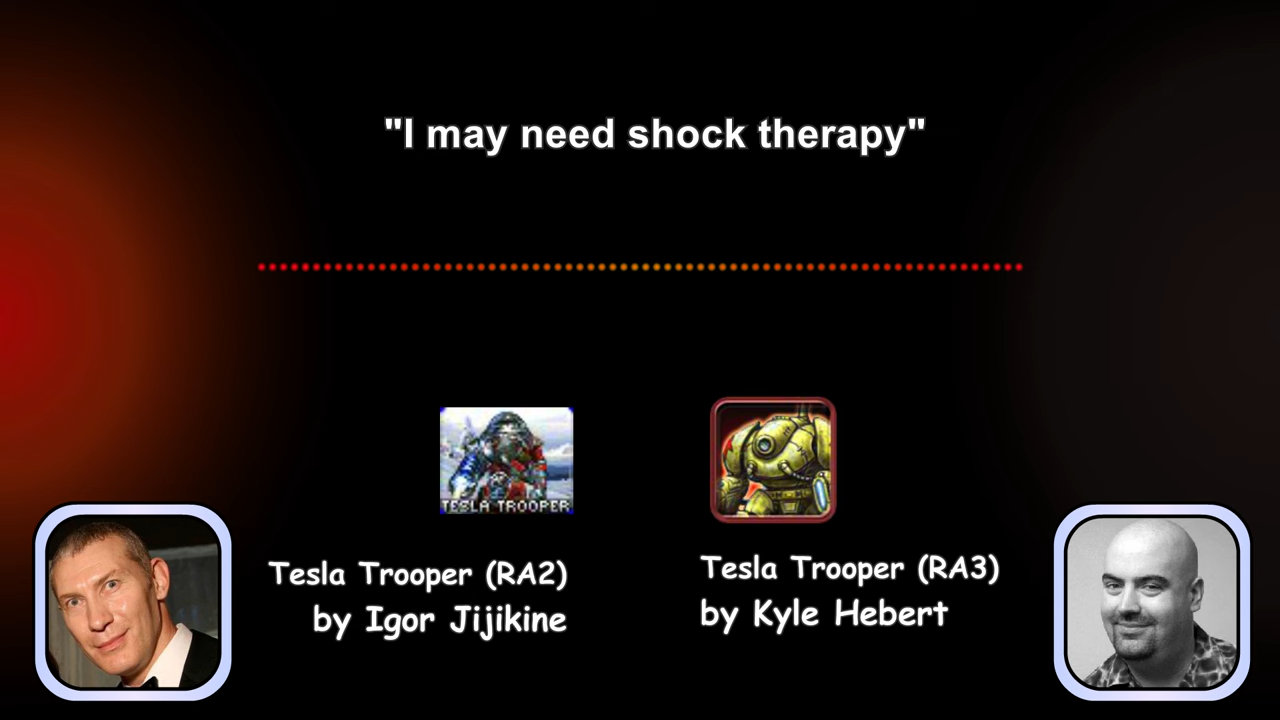 "I may need shock therapy"
TESLA TROOPER
Tesla Trooper (RA2)
by Igor Jijikine
Tesla Trooper (RA3)
by Kyle Hebert